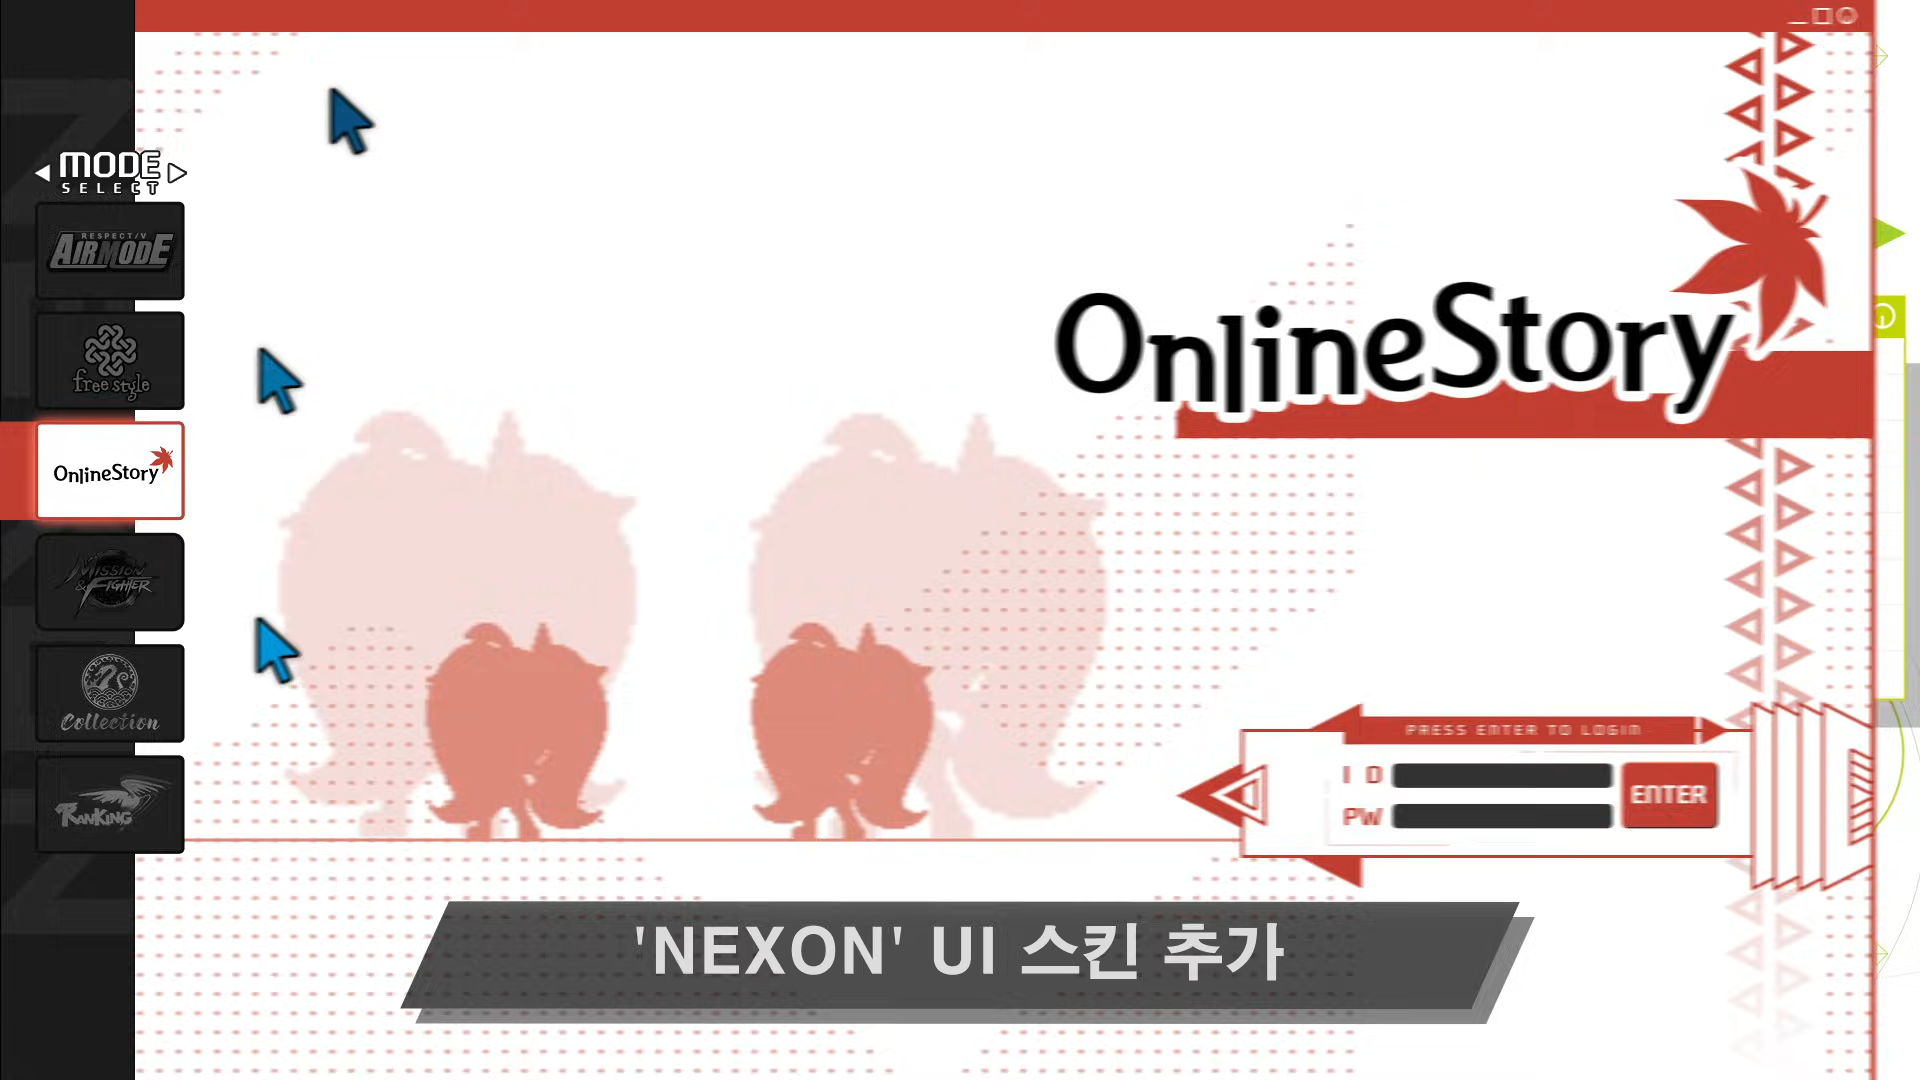 MODE
SELECT
RESPECT/V
AIRMODE
free style
OnlineStory
MISSION
& FIGHTER
Collection
RANKING
OnlineStory
PRESS ENTER TO LOGIN
I D
PW
ENTER
'NEXON' UI 스킨 추가